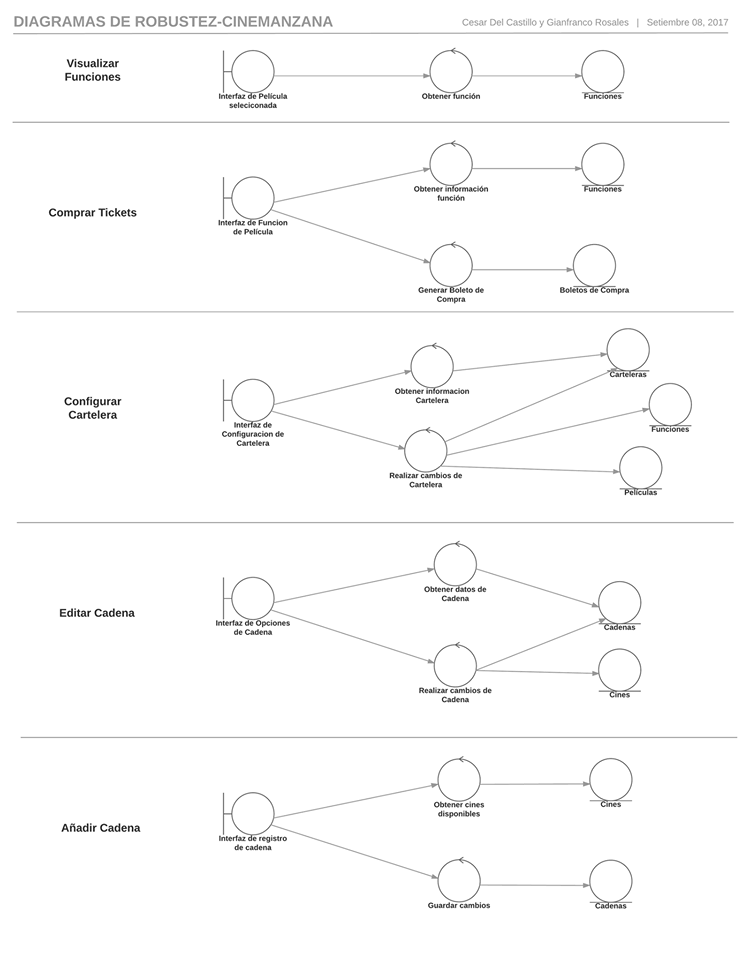 DIAGRAMAS DE ROBUSTEZ-CINEMANZANA
Cesar Del Castillo y Gianfranco Rosales | Setiembre 08, 2017
Visualizar
Funciones
Interfaz de Película
selecionada
Obtener función
Funciones
Comprar Tickets
Interfaz de Funcion
de Película
Obtener información
función
Funciones
Generar Boleto de
Compra
Boletos de Compra
Configurar
Cartelera
Interfaz de
Configuracion de
Cartelera
Obtener informacion
Cartelera
Realizar cambios de
Cartelera
Carteleras
Funciones
Películas
Editar Cadena
Interfaz de Opciones
de Cadena
Obtener datos de
Cadena
Realizar cambios de
Cadena
Cadenas
Cines
Añadir Cadena
Interfaz de registro
de cadena
Obtener cines
disponibles
Cines
Guardar cambios
Cadenas